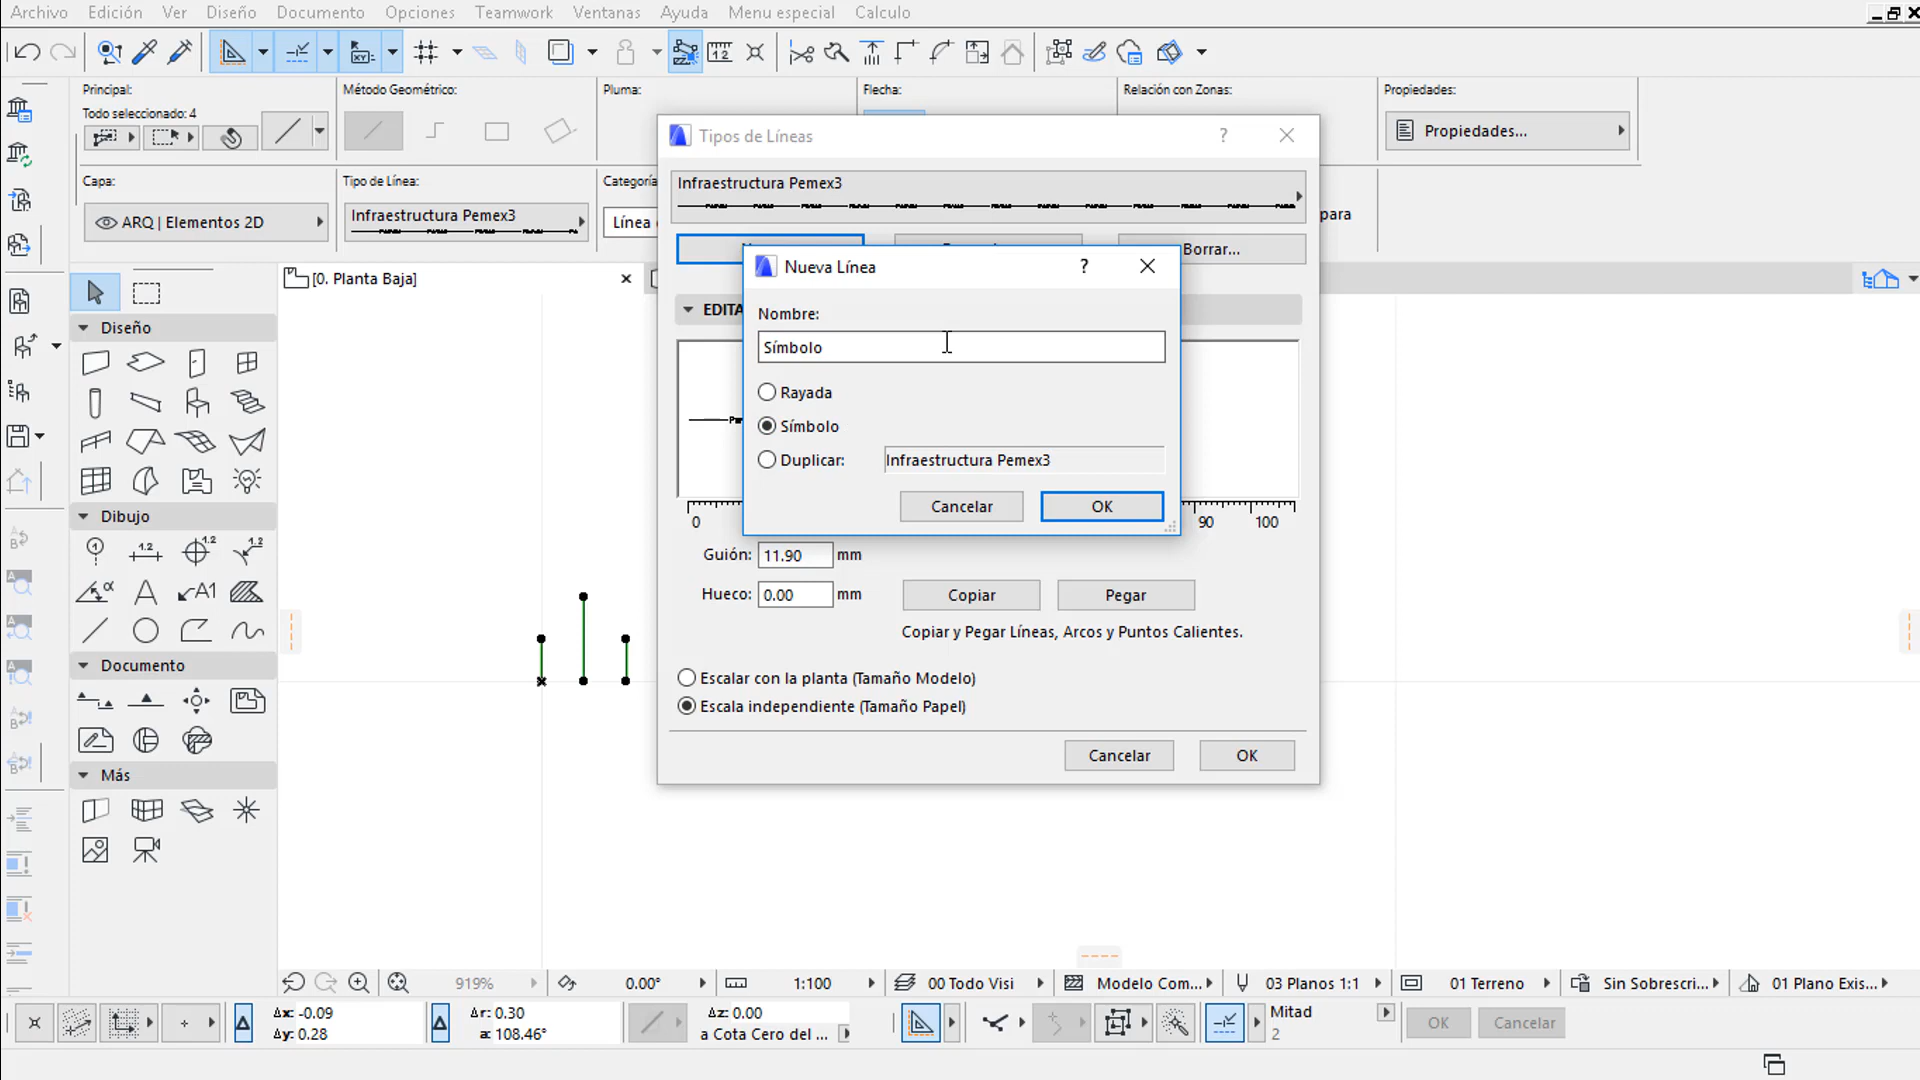 Archivo Edición Ver Diseño Documento Opciones Teamwork Ventanas Ayuda Menu especial Calculo
Principal:
Todo seleccionado: 4
Método Geométrico:
Pluma:
Flecha:
Relación con Zonas:
Propiedades:
Propiedades...
Capa:
ARQ | Elementos 2D
Tipo de Línea:
Infraestructura Pemex3
Categoría
Línea
para
[0. Planta Baja]
Tipos de Líneas
Infraestructura Pemex3
Borrar...
EDITA
Nueva Línea
Nombre:
Símbolo
Rayada
Símbolo
Duplicar: Infraestructura Pemex3
Cancelar OK
0 90 100
Guión: 11.90 mm
Hueco: 0.00 mm
Copiar Pegar
Copiar y Pegar Líneas, Arcos y Puntos Calientes.
Escalar con la planta (Tamaño Modelo)
Escala independiente (Tamaño Papel)
Cancelar OK
Diseño
Dibujo
Documento
Más
919% 0.00° 1:100 00 Todo Visi Modelo Com... 03 Planos 1:1 01 Terreno Sin Sobrescri... 01 Plano Exis...
Δx: -0.09
Δy: 0.28
Δr: 0.30
a: 108.46°
Δz: 0.00
a Cota Cero del ...
Mitad
2
OK Cancelar